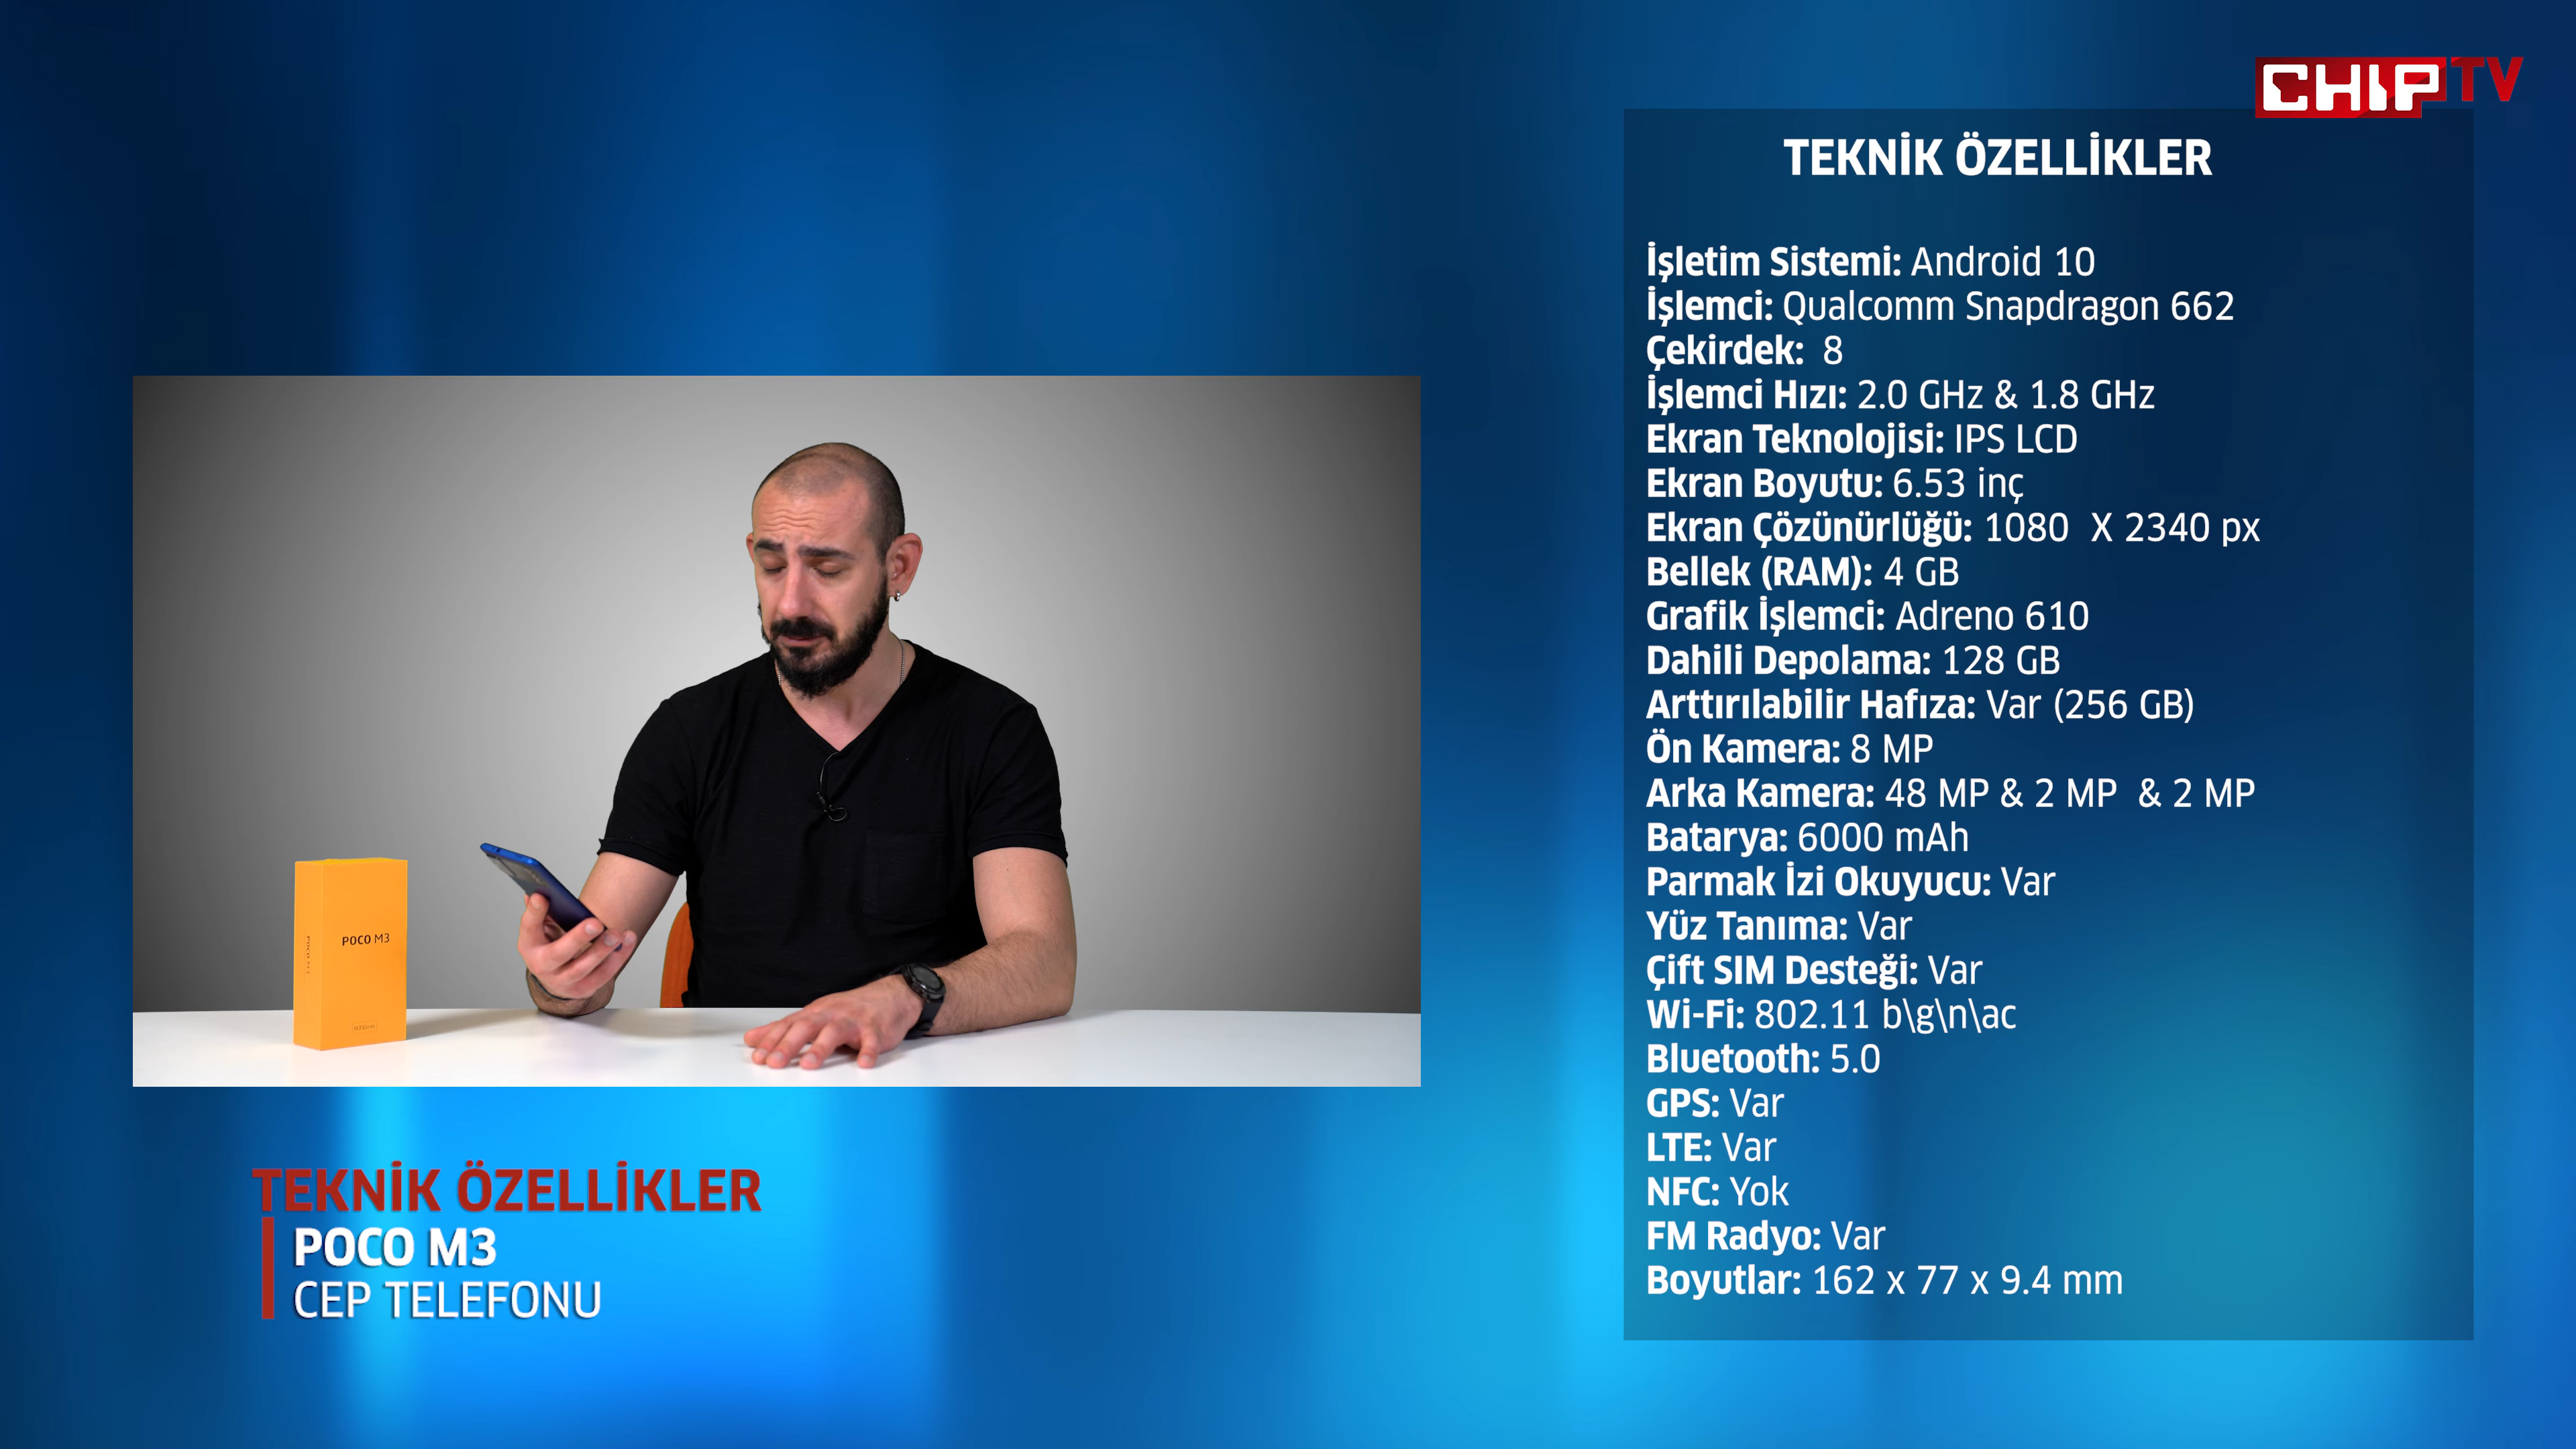 CHIP TV
TEKNİK ÖZELLİKLER
İşletim Sistemi: Android 10
İşlemci: Qualcomm Snapdragon 662
Çekirdek: 8
İşlemci Hızı: 2.0 GHz & 1.8 GHz
Ekran Teknolojisi: IPS LCD
Ekran Boyutu: 6.53 inç
Ekran Çözünürlüğü: 1080 X 2340 px
Bellek (RAM): 4 GB
Grafik İşlemci: Adreno 610
Dahili Depolama: 128 GB
Arttırılabilir Hafıza: Var (256 GB)
Ön Kamera: 8 MP
Arka Kamera: 48 MP & 2 MP & 2 MP
Batarya: 6000 mAh
Parmak İzi Okuyucu: Var
Yüz Tanıma: Var
Çift SIM Desteği: Var
Wi-Fi: 802.11 b\g\n\ac
Bluetooth: 5.0
GPS: Var
LTE: Var
NFC: Yok
FM Radyo: Var
Boyutlar: 162 x 77 x 9.4 mm
POCO M3
TEKNİK ÖZELLİKLER
POCO M3
CEP TELEFONU